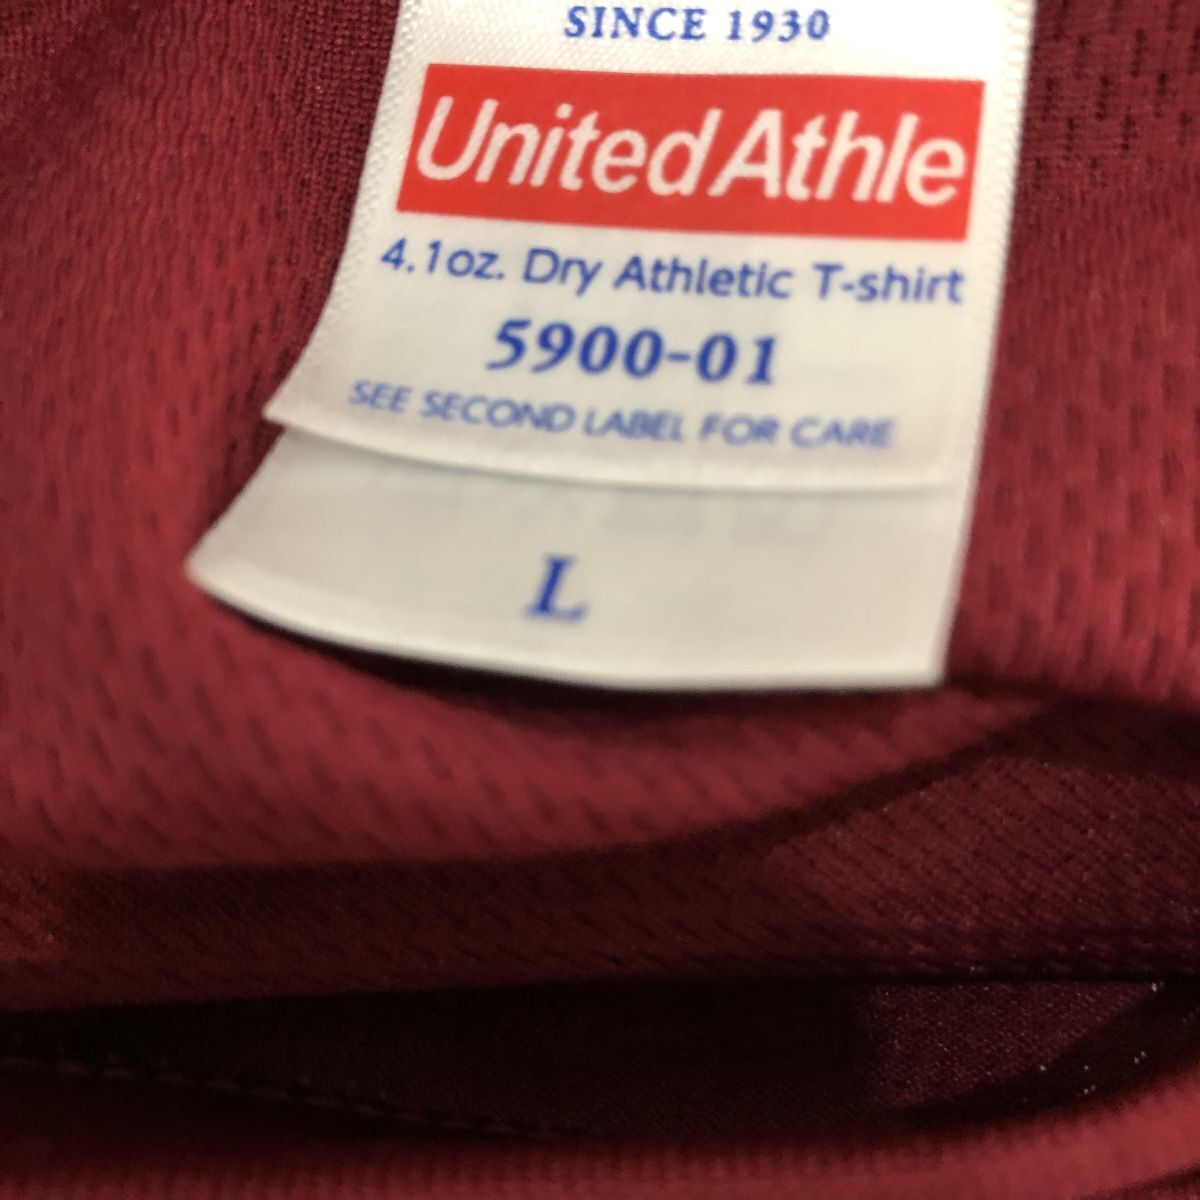 SINCE 1930
United Athle
4.1oz. Dry Athletic T-shirt
5900-01
SEE SECOND LABEL FOR CARE
L